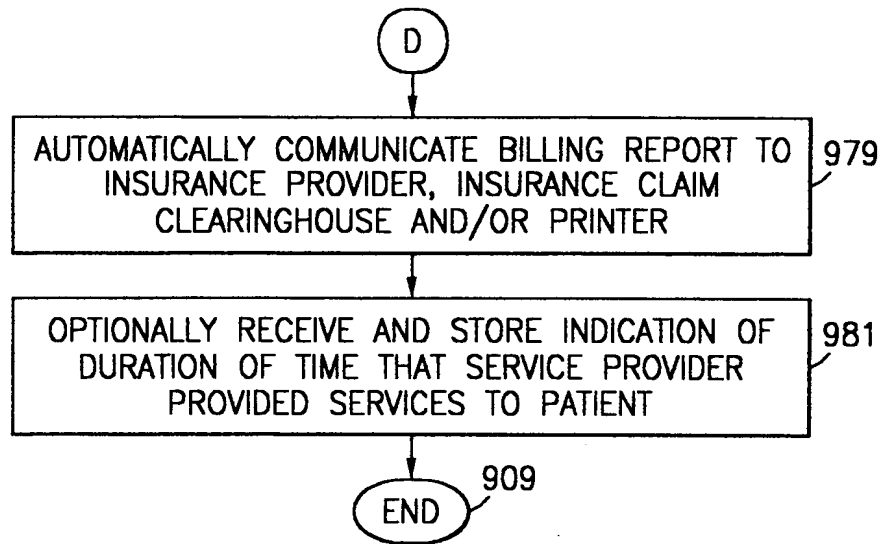 D
AUTOMATICALLY COMMUNICATE BILLING REPORT TO
INSURANCE PROVIDER, INSURANCE CLAIM
CLEARINGHOUSE AND/OR PRINTER
979
OPTIONALLY RECEIVE AND STORE INDICATION OF
DURATION OF TIME THAT SERVICE PROVIDER
PROVIDED SERVICES TO PATIENT
981
END
909